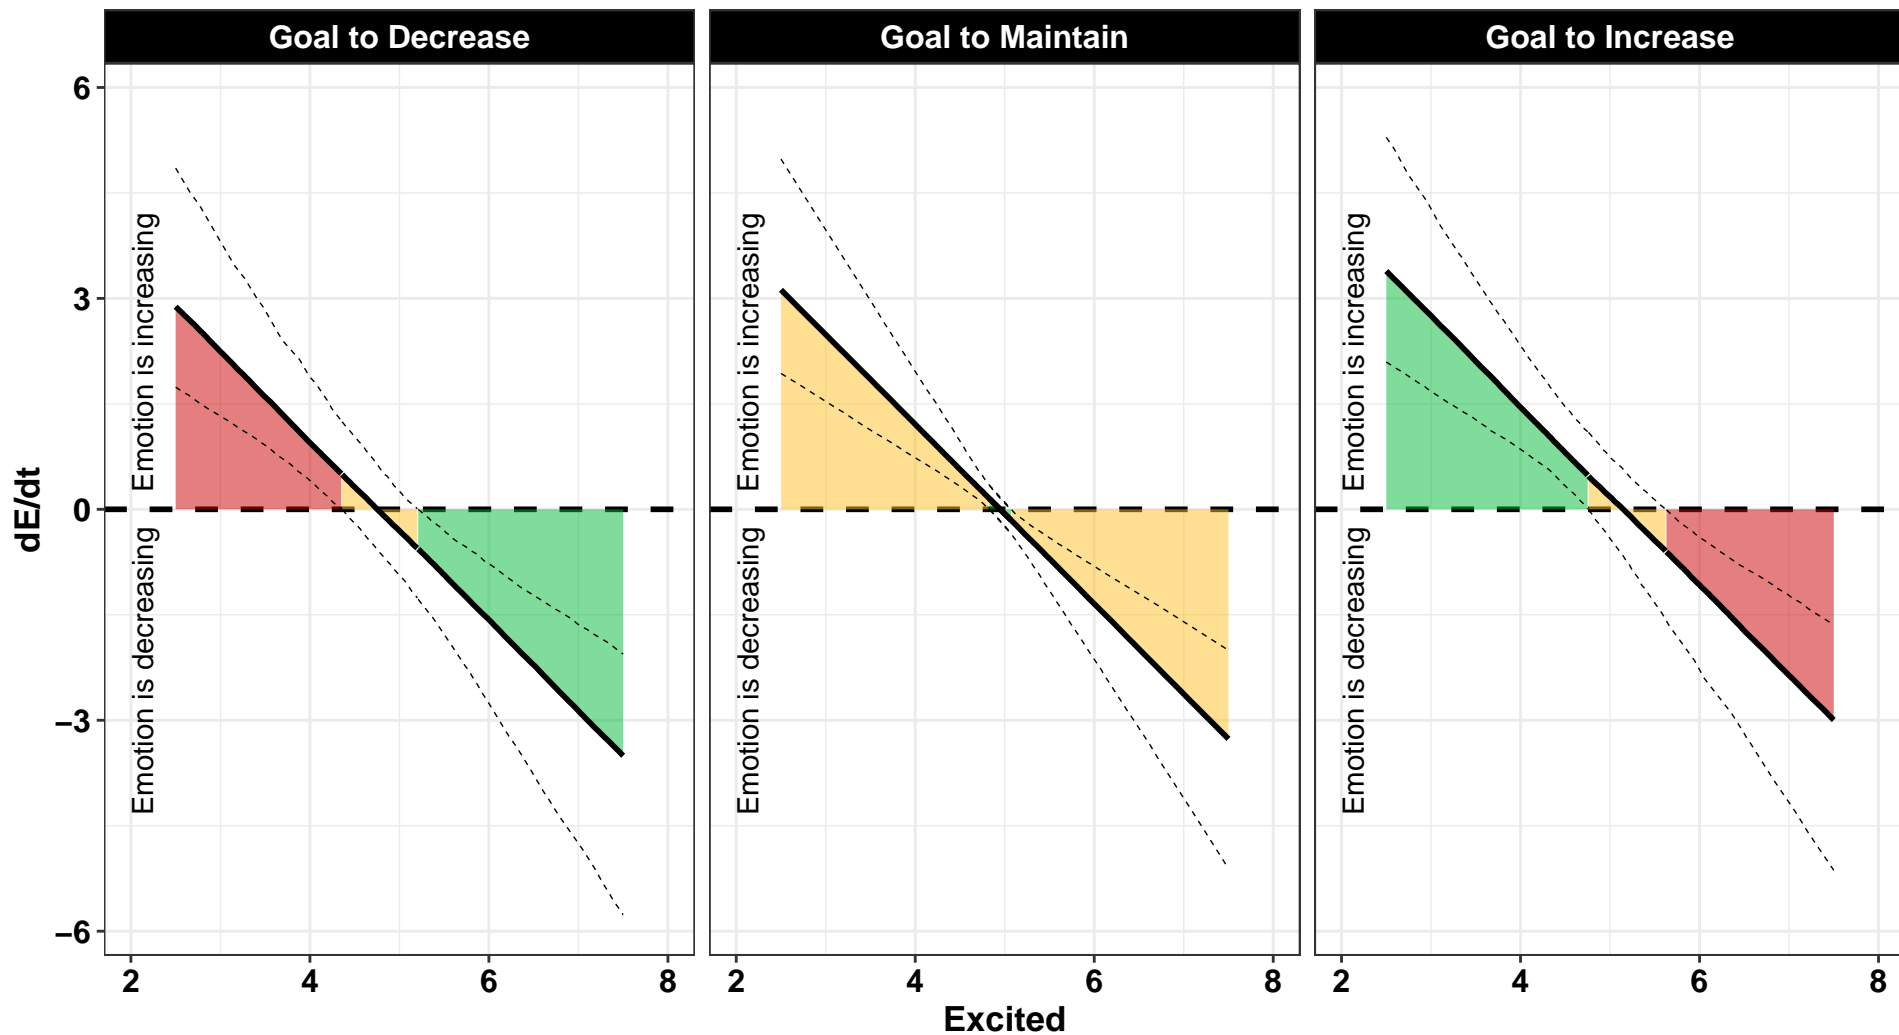 Goal to Decrease
Goal to Maintain
Goal to Increase
6
3
0
−3
−6
dE/dt
Emotion is increasing
Emotion is decreasing
Emotion is increasing
Emotion is decreasing
Emotion is increasing
Emotion is decreasing
2 4 6 8
2 4 6 8
2 4 6 8
Excited